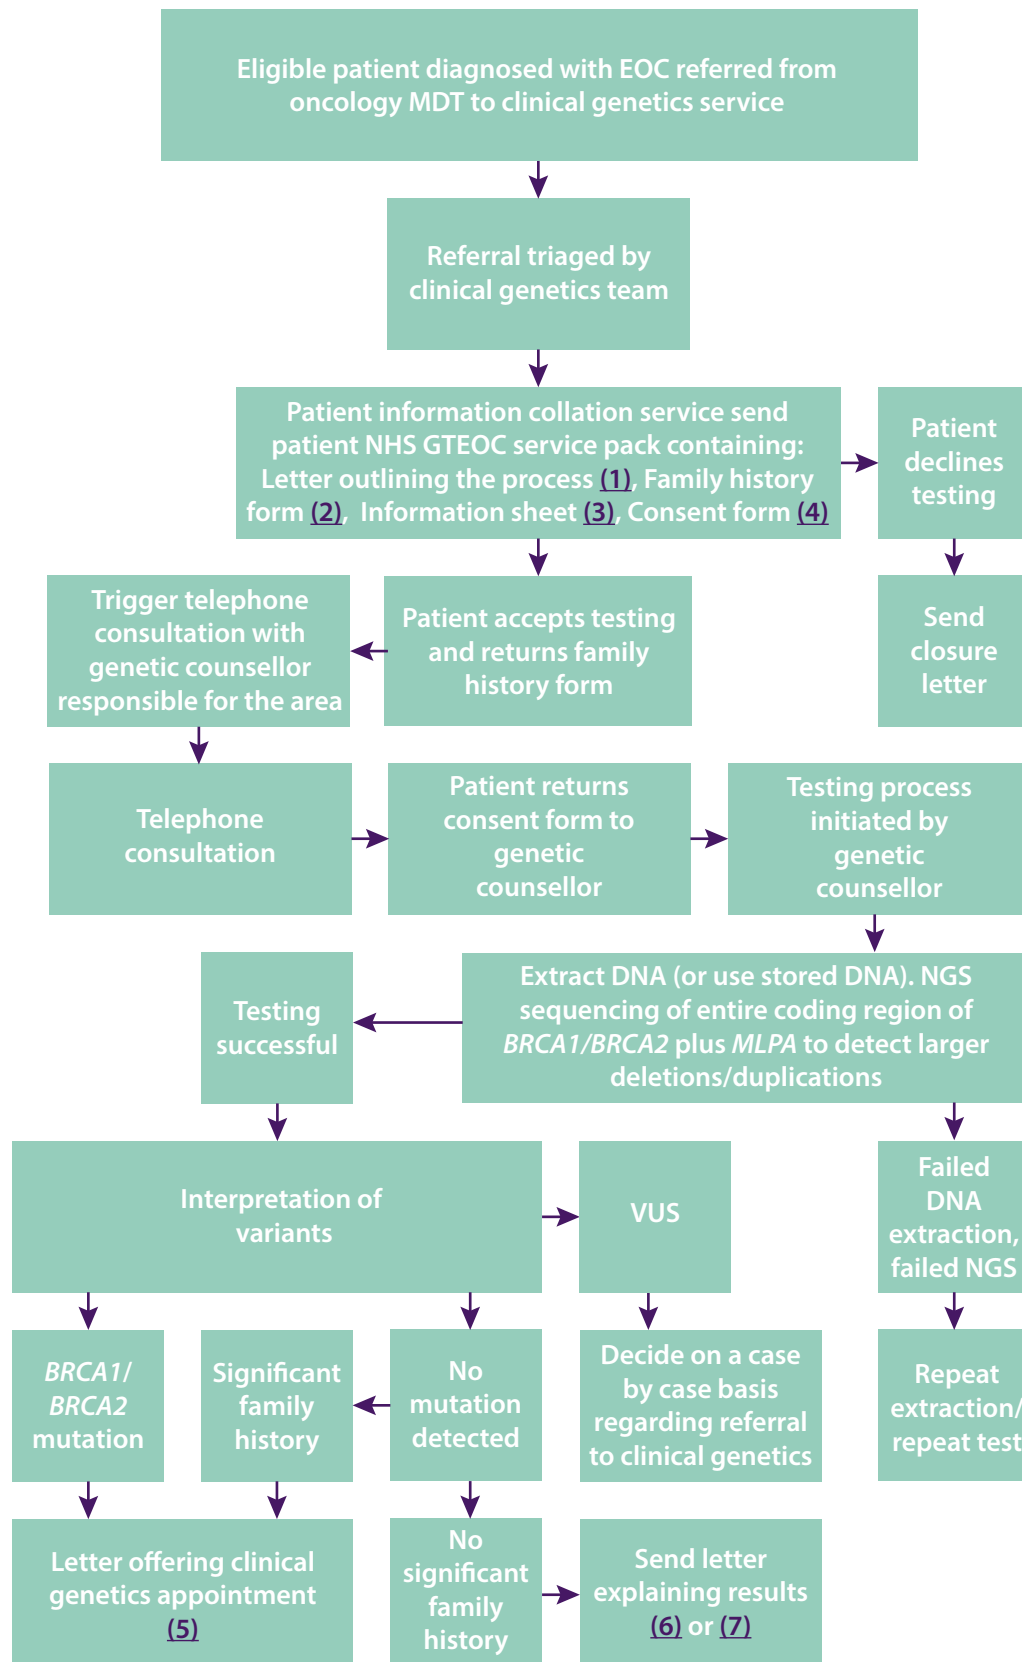 Eligible patient diagnosed with EOC referred from
oncology MDT to clinical genetics service
Referral triaged by
clinical genetics team
Patient information collation service send
patient NHS GTEOC service pack containing:
Letter outlining the process (1), Family history
form (2), Information sheet (3), Consent form (4)
Patient
declines
testing
Trigger telephone
consultation with
genetic counsellor
responsible for the area
Patient accepts testing
and returns family
history form
Send
closure
letter
Telephone
consultation
Patient returns
consent form to
genetic
counsellor
Testing process
initiated by
genetic
counsellor
Testing
successful
Extract DNA (or use stored DNA). NGS
sequencing of entire coding region of
BRCA1/BRCA2 plus MLPA to detect larger
deletions/duplications
Interpretation of
variants
VUS
Failed
DNA
extraction,
failed NGS
BRCA1/
BRCA2
mutation
Significant
family
history
No
mutation
detected
Decide on a case
by case basis
regarding referral
to clinical genetics
Repeat
extraction/
repeat test
Letter offering clinical
genetics appointment
(5)
No
significant
family
history
Send letter
explaining results
(6) or (7)